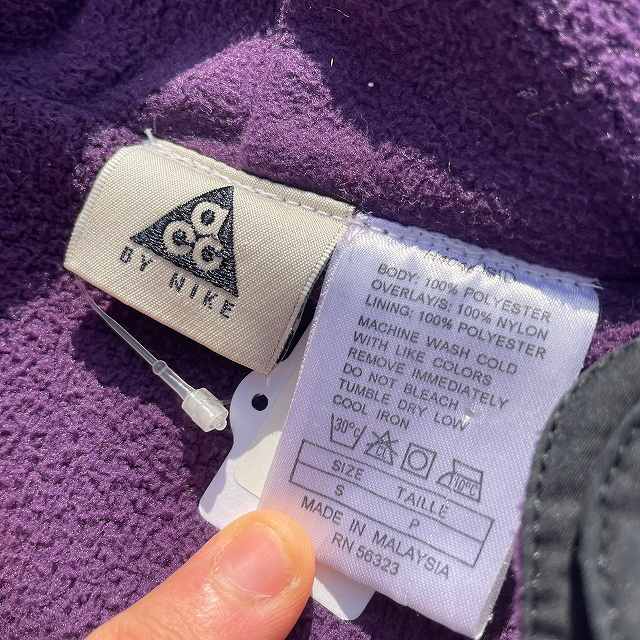 ACG
BY NIKE
BODY: 100% POLYESTER
OVERLAY/S: 100% NYLON
LINING: 100% POLYESTER
MACHINE WASH COLD
WITH LIKE COLORS
REMOVE IMMEDIATELY
DO NOT BLEACH
TUMBLE DRY LOW
COOL IRON
30°
110°C
SIZE TAILLE
S P
MADE IN MALAYSIA
RN 56323